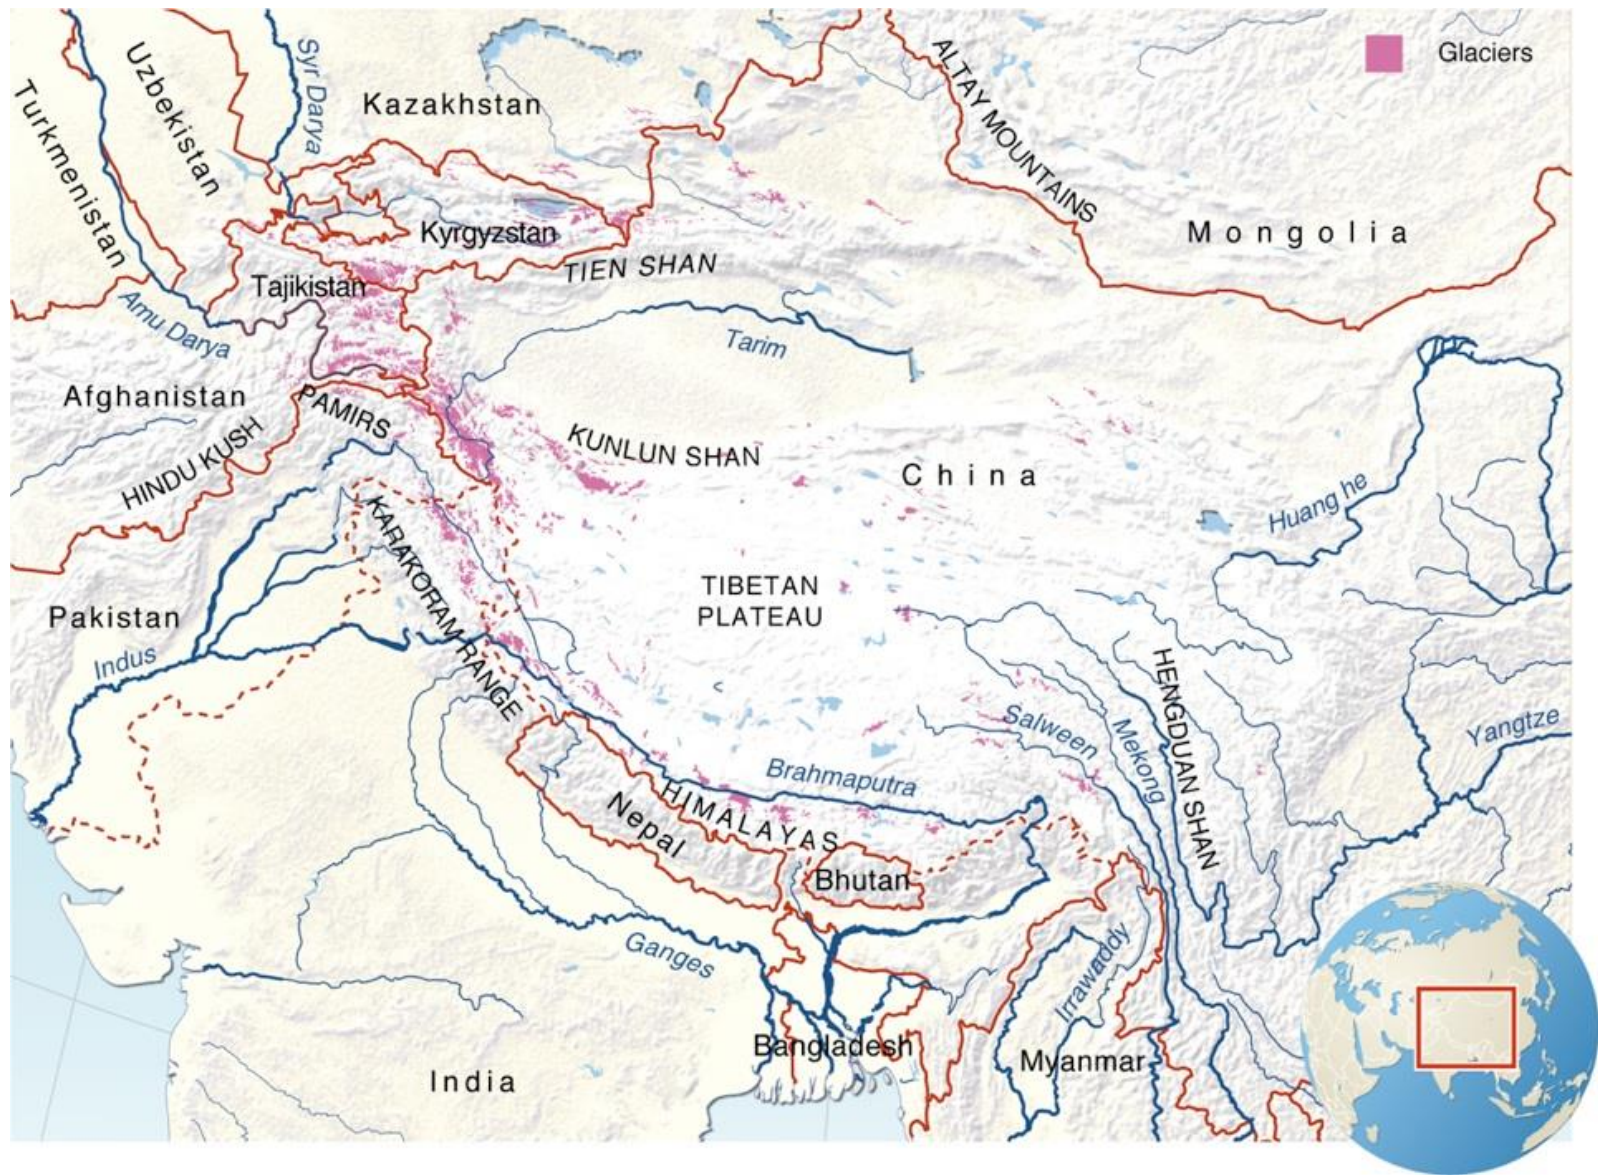 Glaciers
Syr Darya
Uzbekistan
Turkmenistan
Kazakhstan
ALTAY MOUNTAINS
Mongolia
Kyrgyzstan
TIEN SHAN
Tajikistan
Amu Darya
Tarim
Afghanistan
PAMIRS
HINDU KUSH
KUNLUN SHAN
China
Huang he
KARAKORAM RANGE
TIBETAN
PLATEAU
Pakistan
Indus
HENGDUAN SHAN
Salween
Mekong
Yangtze
Brahmaputra
HIMALAYAS
Nepal
Bhutan
Ganges
Irrawaddy
Bangladesh
Myanmar
India